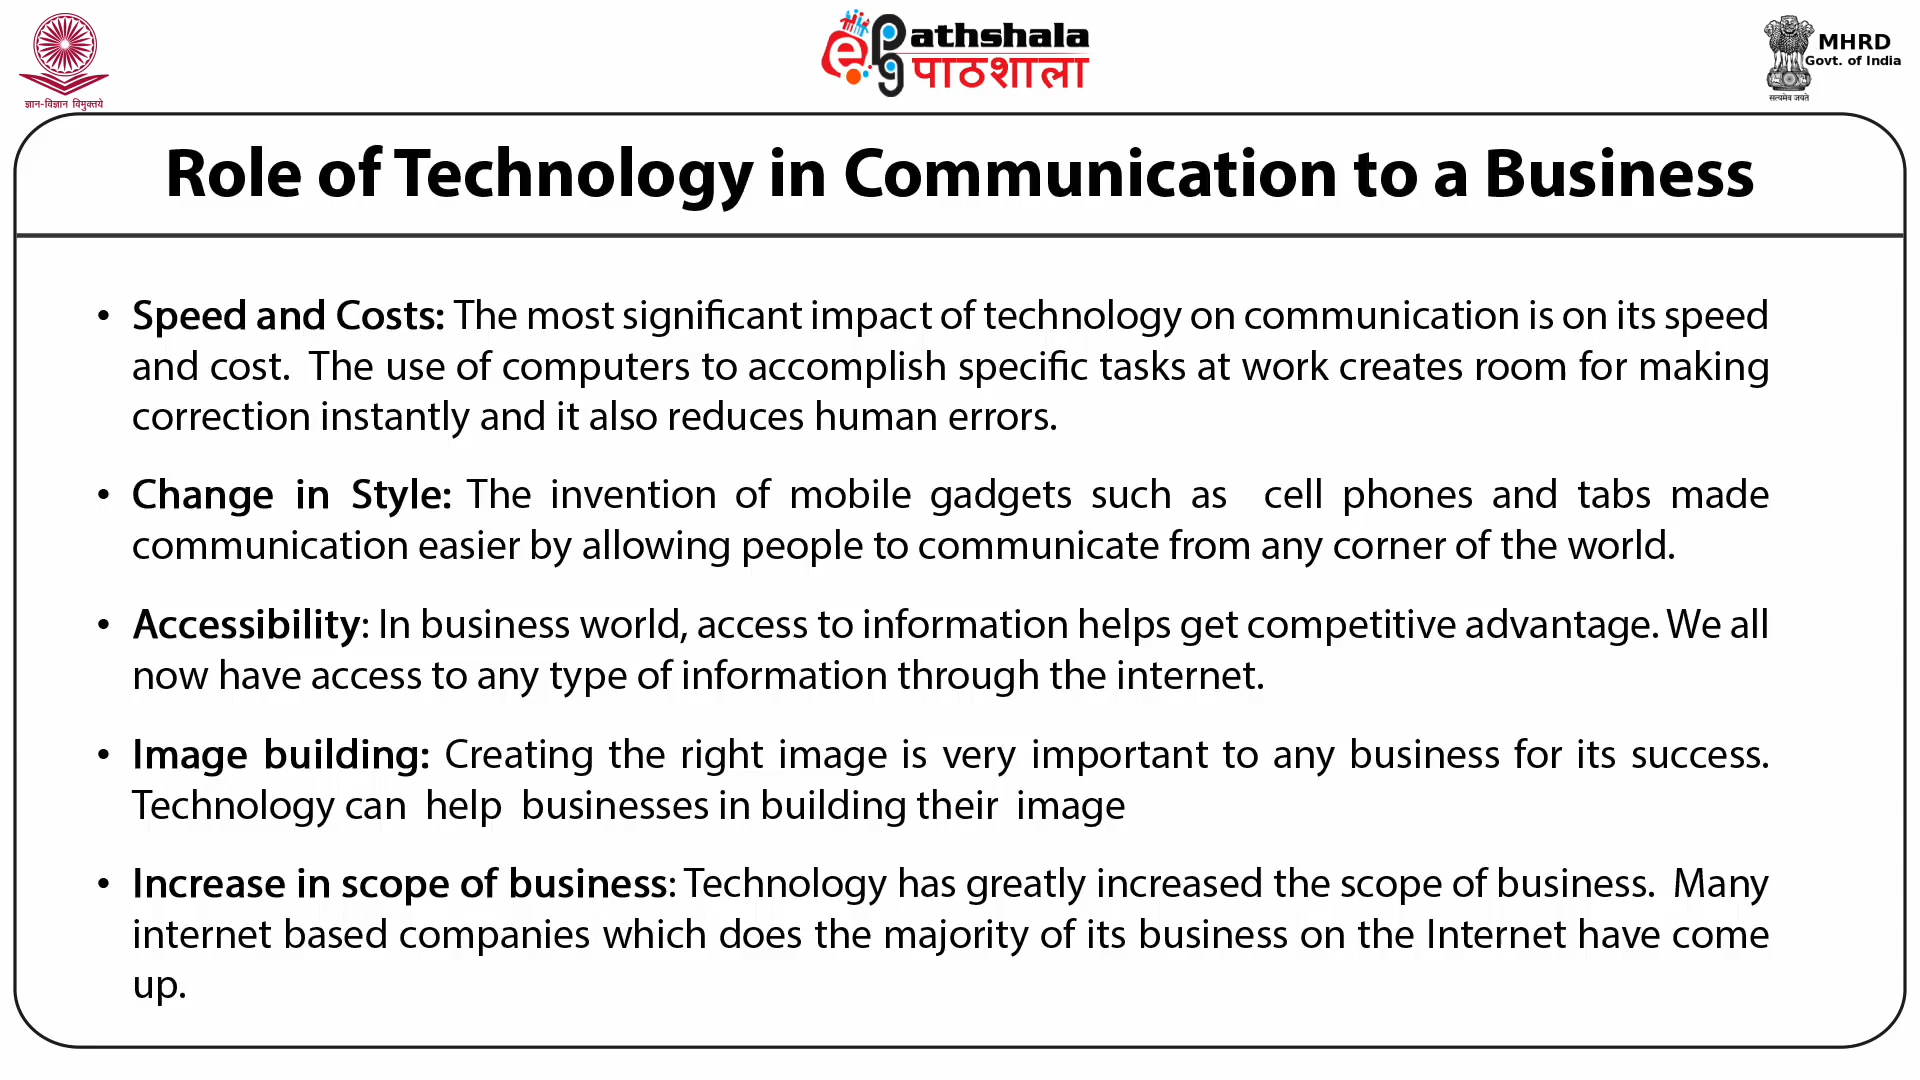 ज्ञान-विज्ञान विमुक्तये
ePathshala
पाठशाला
MHRD
Govt. of India
सत्यमेव जयते
Role of Technology in Communication to a Business
• Speed and Costs: The most significant impact of technology on communication is on its speed
and cost. The use of computers to accomplish specific tasks at work creates room for making
correction instantly and it also reduces human errors.
• Change in Style: The invention of mobile gadgets such as cell phones and tabs made
communication easier by allowing people to communicate from any corner of the world.
• Accessibility: In business world, access to information helps get competitive advantage. We all
now have access to any type of information through the internet.
• Image building: Creating the right image is very important to any business for its success.
Technology can help businesses in building their image
• Increase in scope of business: Technology has greatly increased the scope of business. Many
internet based companies which does the majority of its business on the Internet have come
up.